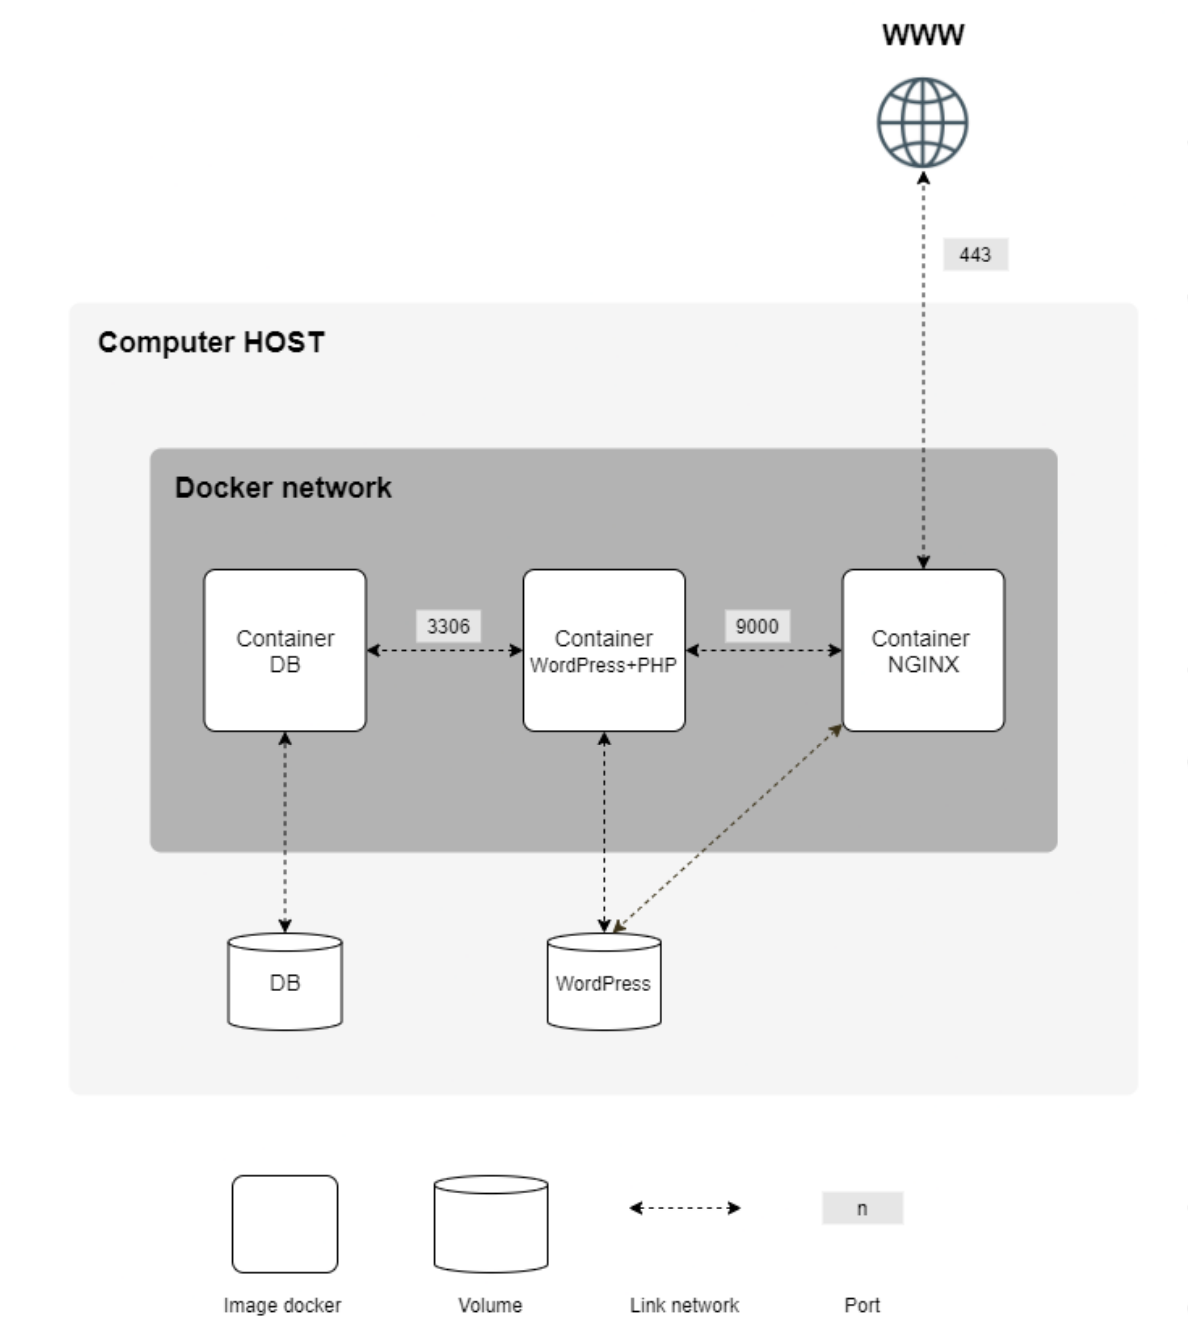 WWW
443
Computer HOST
Docker network
Container
DB
3306
Container
WordPress+PHP
9000
Container
NGINX
DB
WordPress
n
Image docker
Volume
Link network
Port